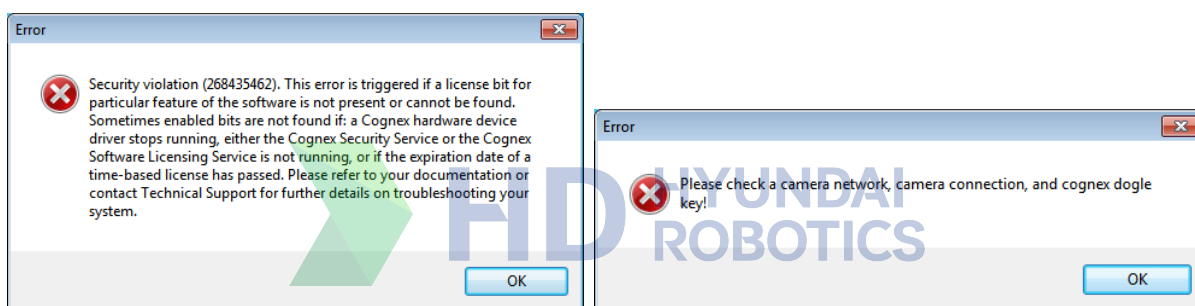 Error
Security violation (268435462). This error is triggered if a license bit for
particular feature of the software is not present or cannot be found.
Sometimes enabled bits are not found if: a Cognex hardware device
driver stops running, either the Cognex Security Service or the Cognex
Software Licensing Service is not running, or if the expiration date of a
time-based license has passed. Please refer to your documentation or
contact Technical Support for further details on troubleshooting your
system.
OK
Error
Please check a camera network, camera connection, and cognex dogle
key!
OK
HD HYUNDAI
ROBOTICS